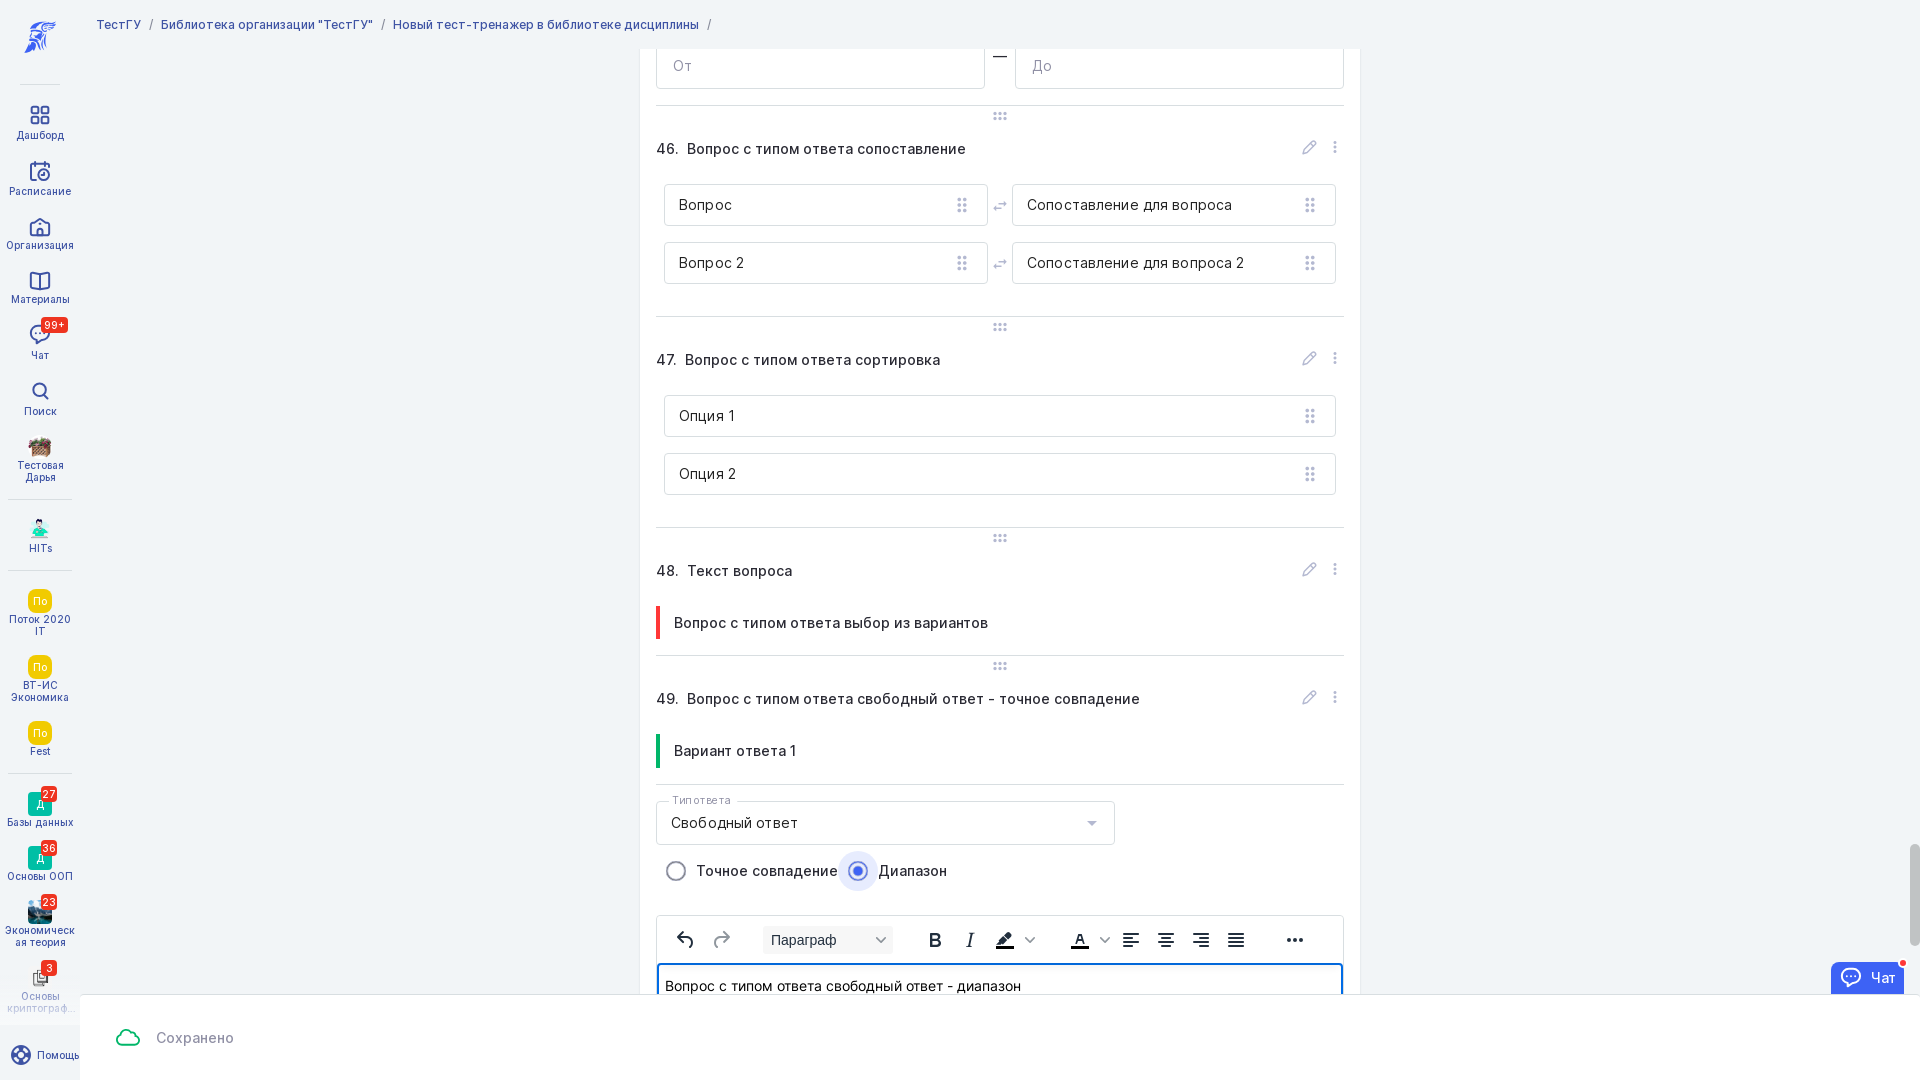 ТестГУ / Библиотека организации "ТестГУ" / Новый тест-тренажер в библиотеке дисциплины /
Дашборд
Расписание
Организация
Материалы
99+
Чат
Поиск
Тестовая
Дарья
HITs
По
Поток 2020
IT
По
ВТ-ИС
Экономика
По
Fest
27
Д
Базы данных
36
Д
Основы ООП
23
Экономическ
ая теория
3
Основы
криптограф...
Помощь
От — До
46. Вопрос с типом ответа сопоставление
Вопрос Сопоставление для вопроса
Вопрос 2 Сопоставление для вопроса 2
47. Вопрос с типом ответа сортировка
Опция 1
Опция 2
48. Текст вопроса
Вопрос с типом ответа выбор из вариантов
49. Вопрос с типом ответа свободный ответ - точное совпадение
Вариант ответа 1
Тип ответа
Свободный ответ
Точное совпадение Диапазон
Параграф
Вопрос с типом ответа свободный ответ - диапазон
Чат
Сохранено